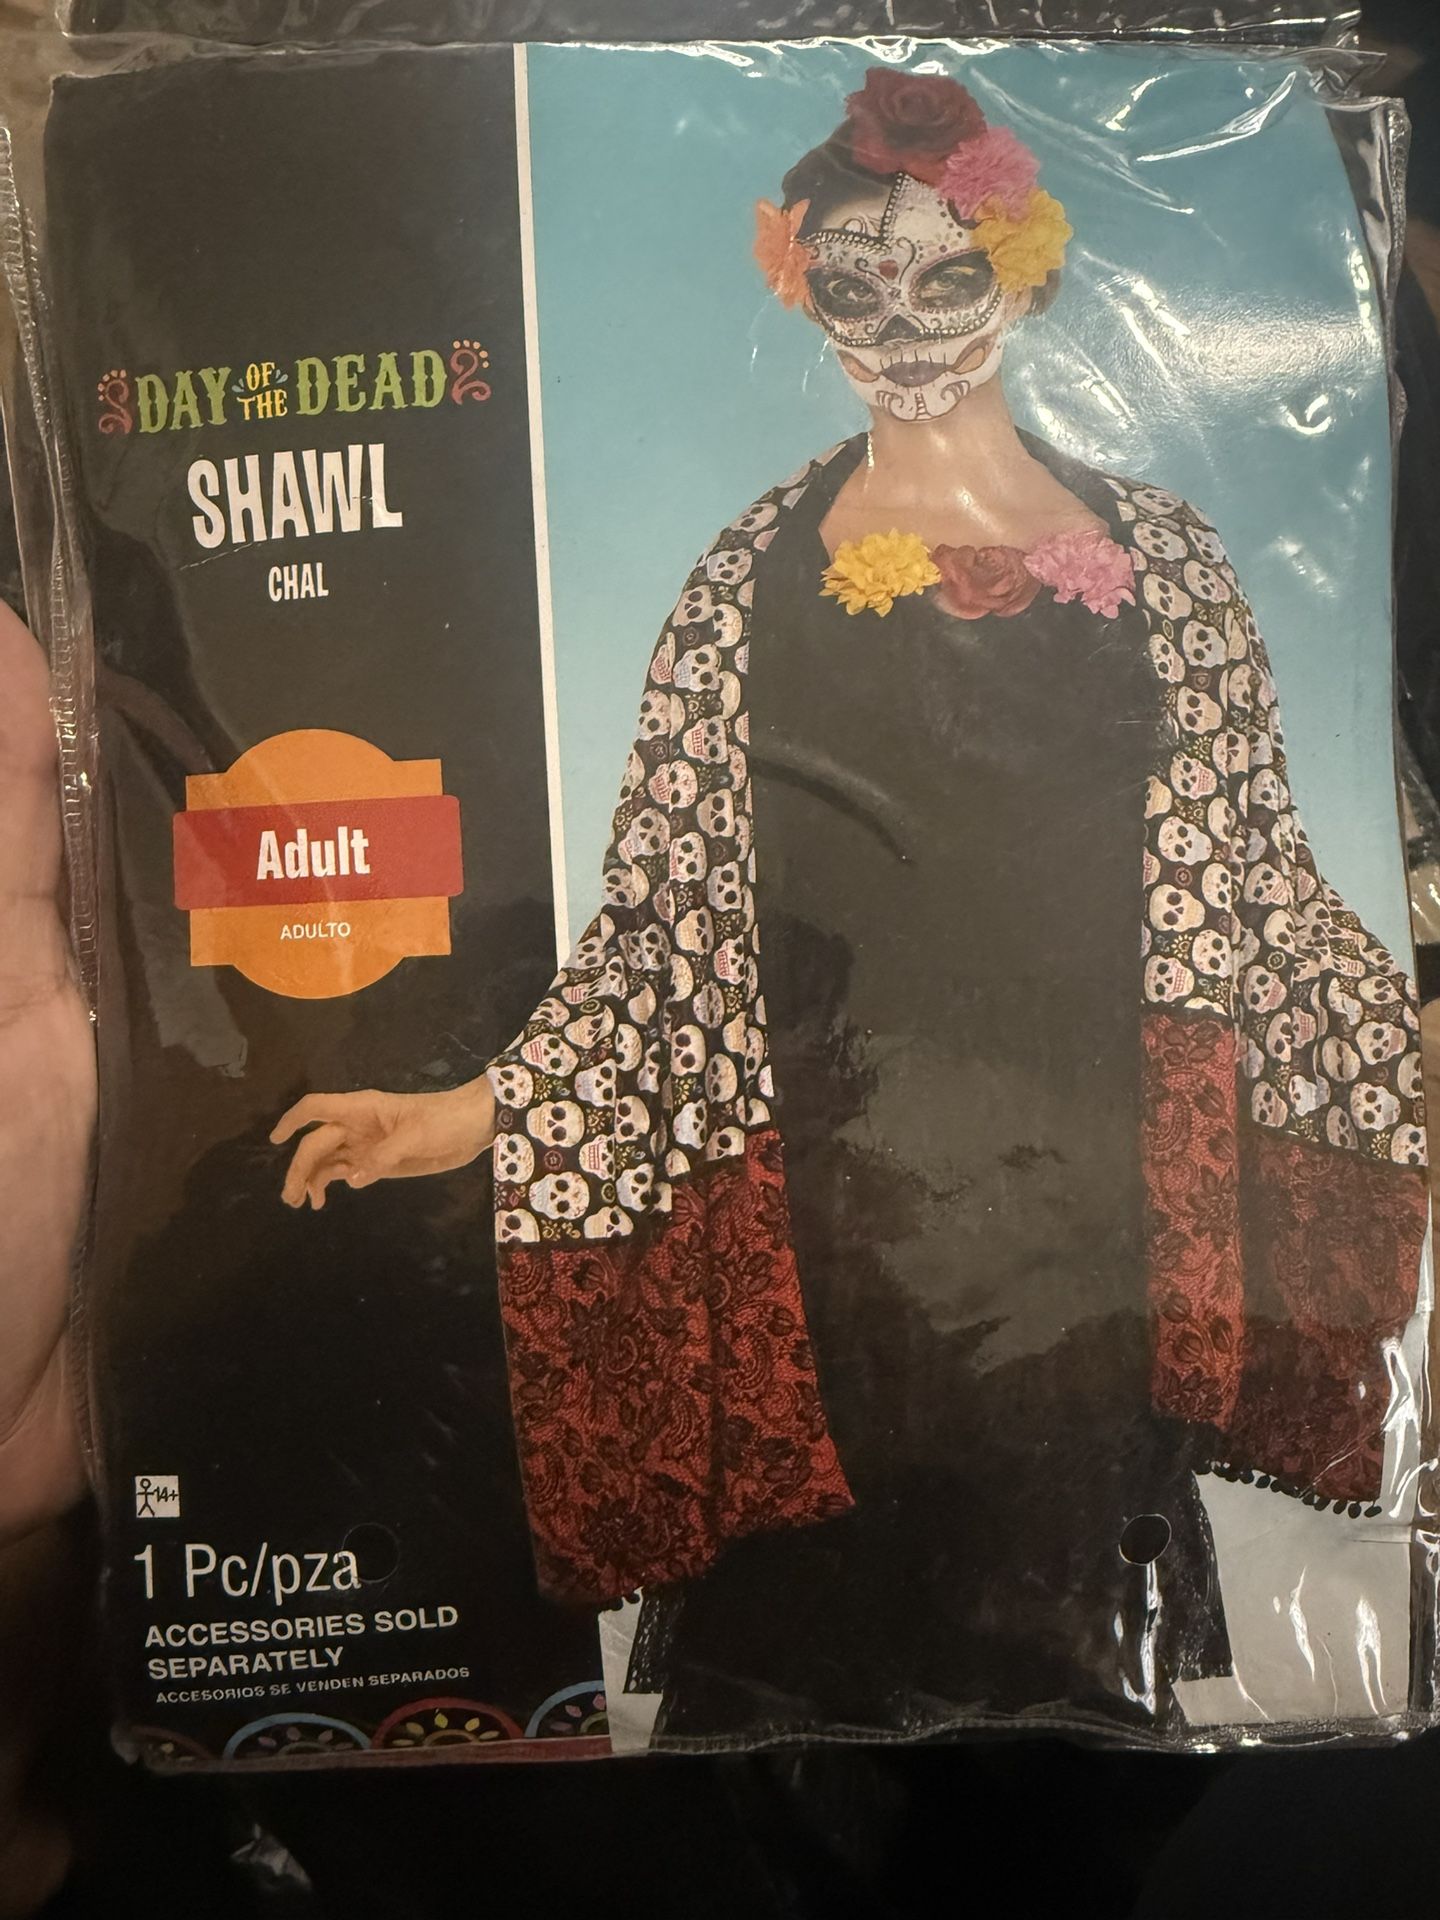 DAY OF THE DEAD
SHAWL
CHAL
Adult
ADULTO
14+
1 Pc/pza
ACCESSORIES SOLD
SEPARATELY
ACCESORIOS SE VENDEN SEPARADOS